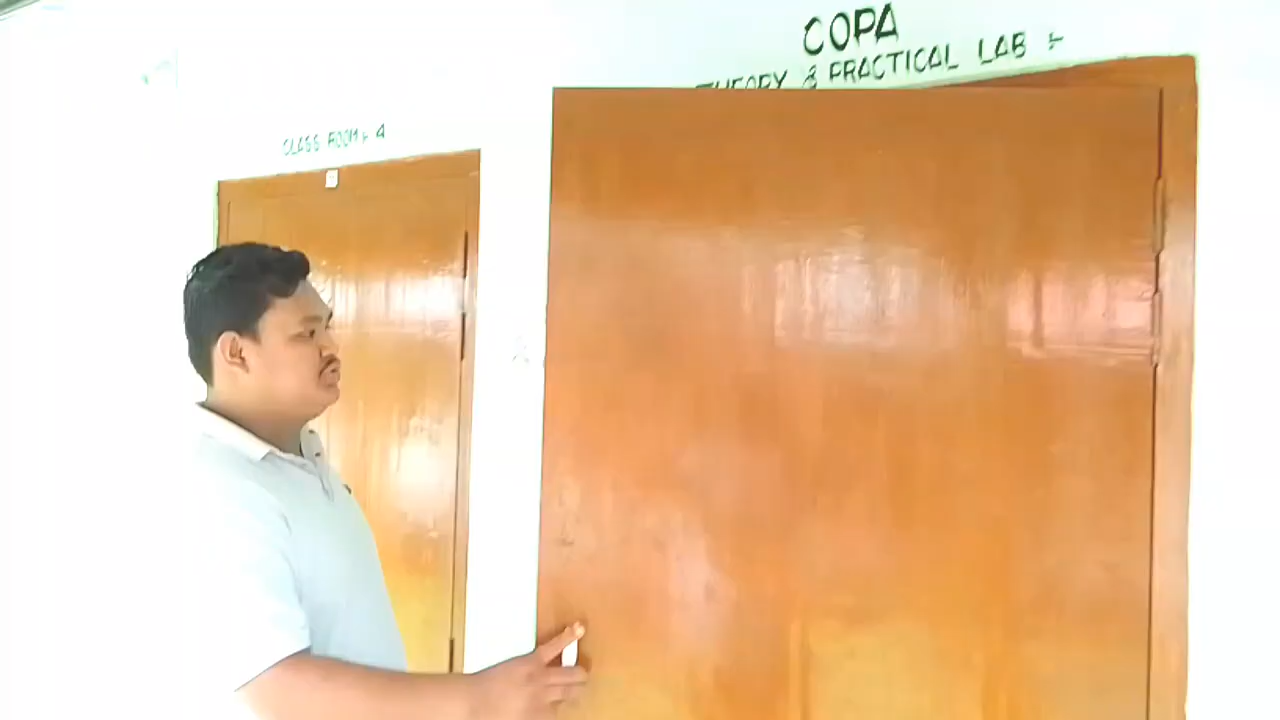 COPA
THEORY & PRACTICAL LAB :-
CLASS ROOM :- 4